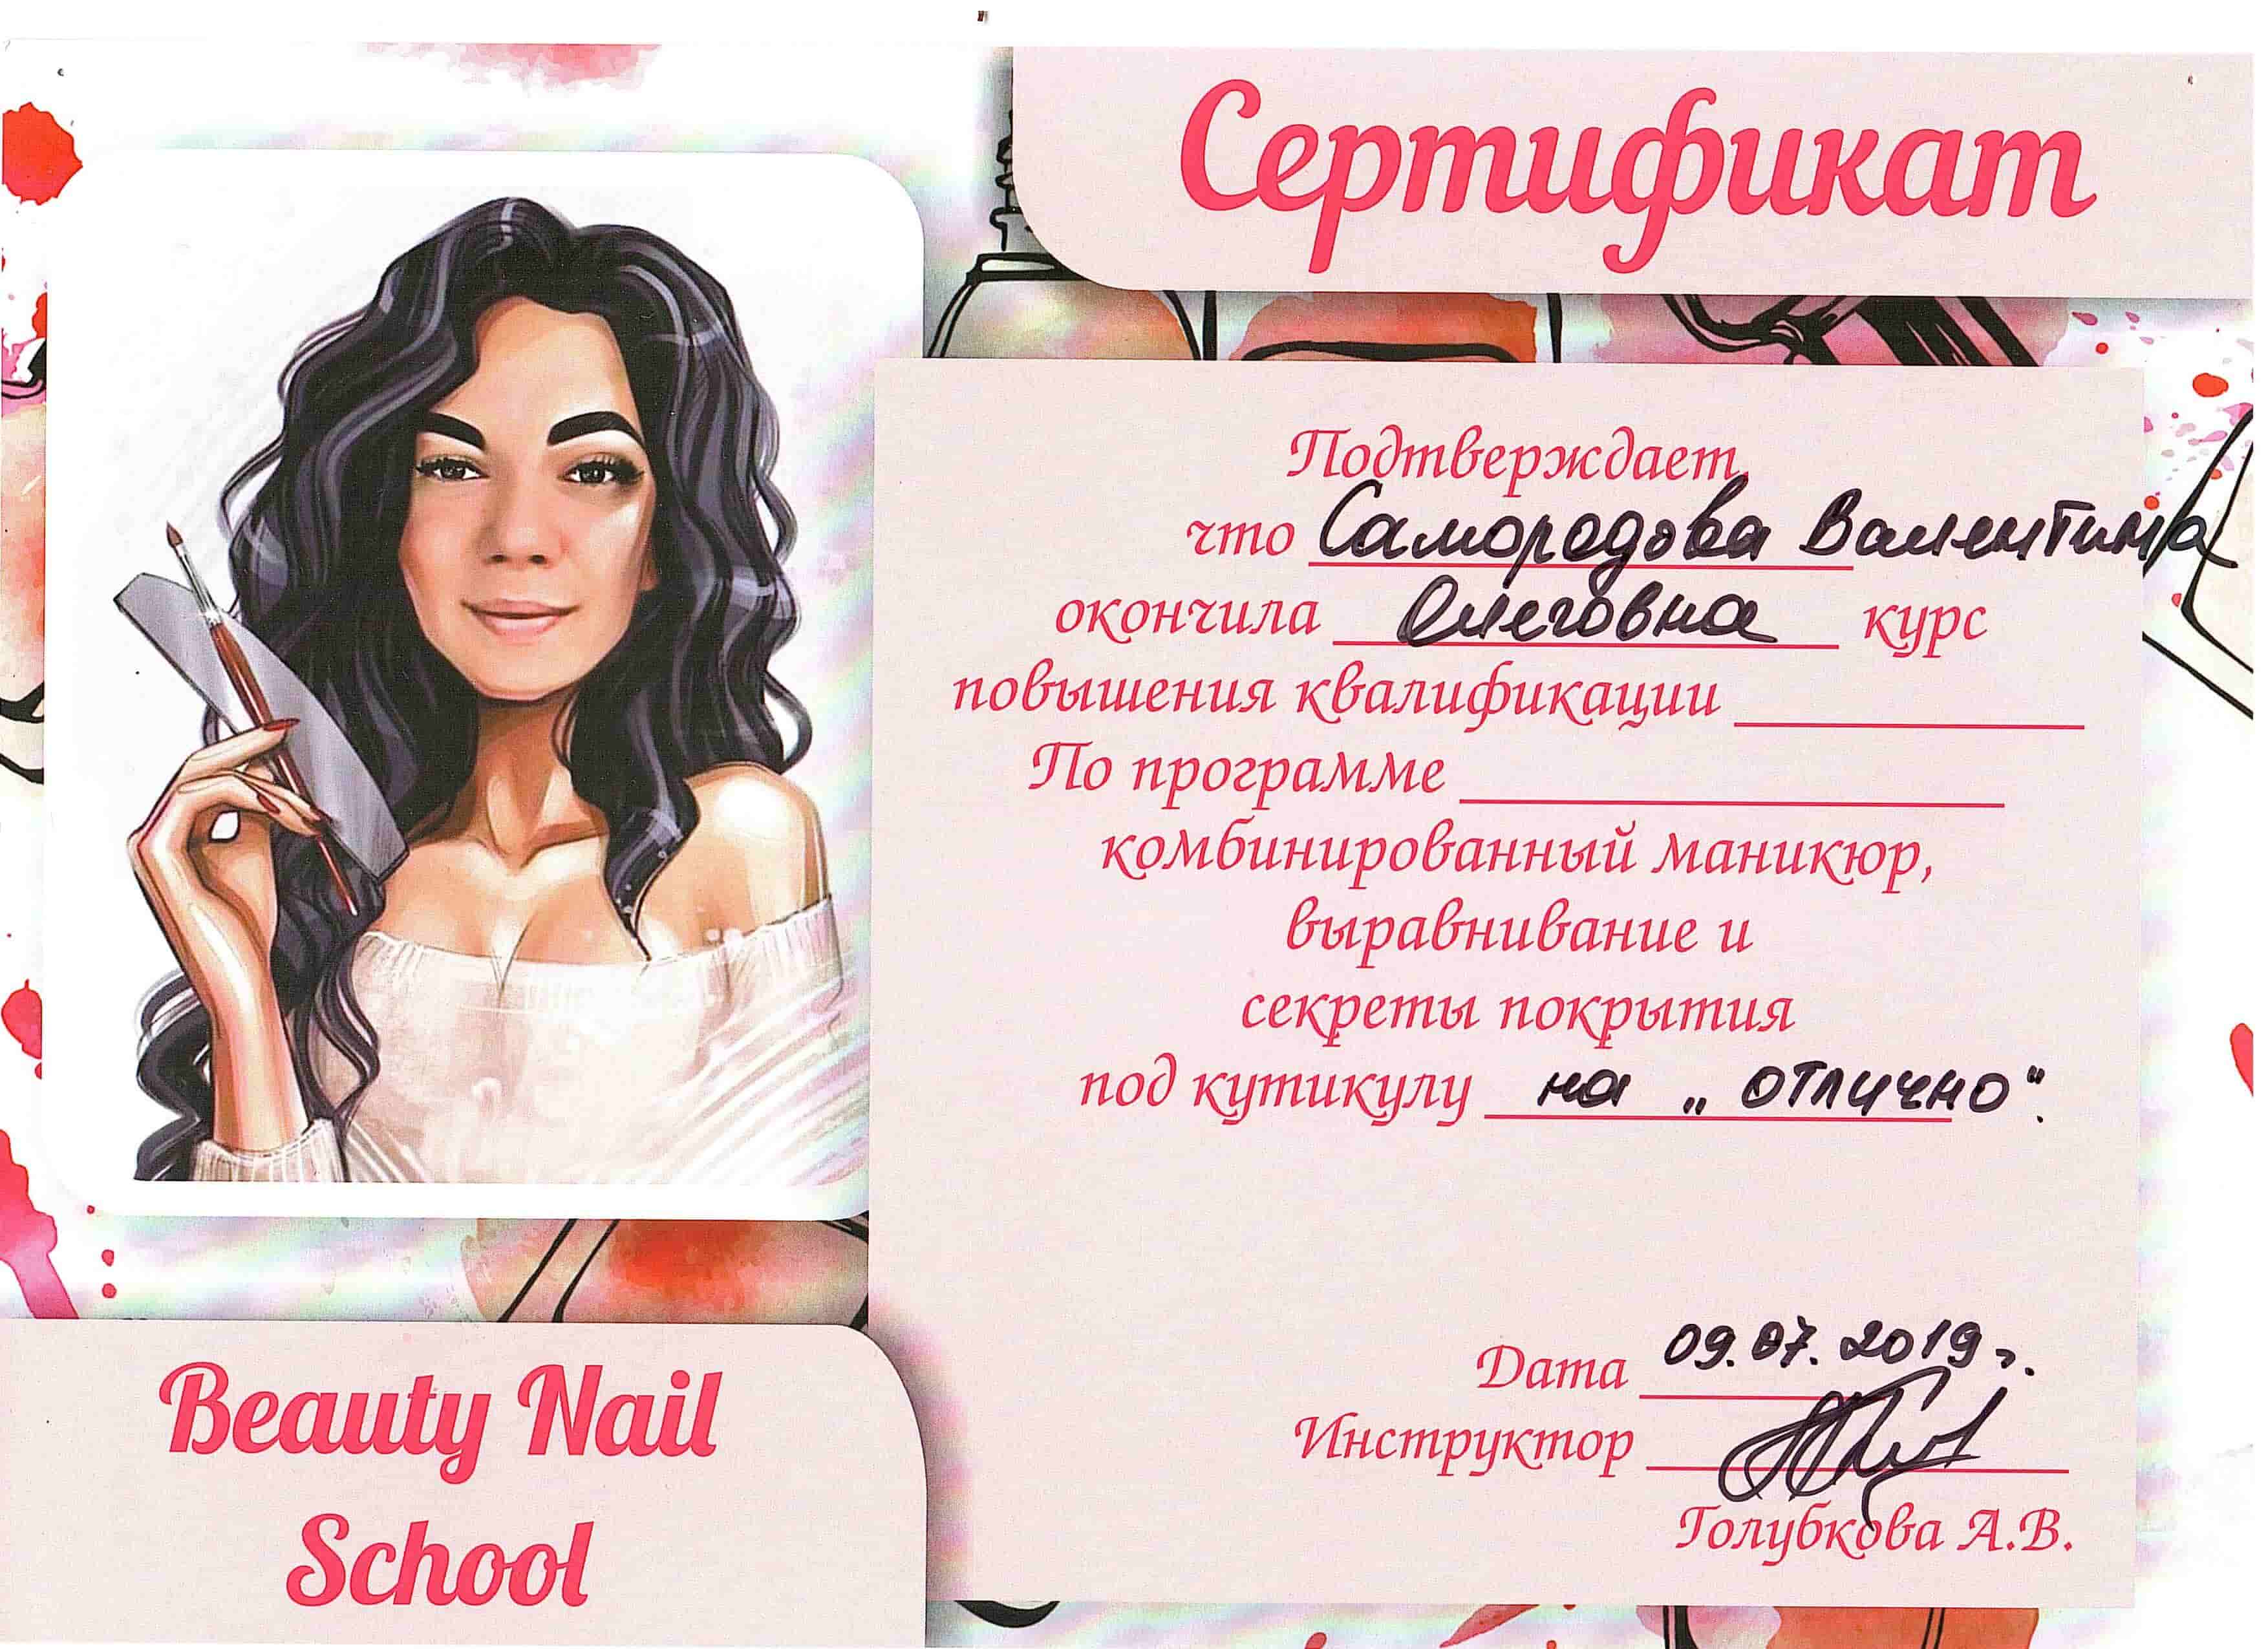 Сертификат
Подтверждает,
что Самородова Валентина
окончила Олеговна курс
повышения квалификации
По программе
комбинированный маникюр,
выравнивание и
секреты покрытия
под кутикулу на „отлично“.
Дата 09.07.2019 г.
Инструктор
Голубкова А.В.
Beauty Nail
School